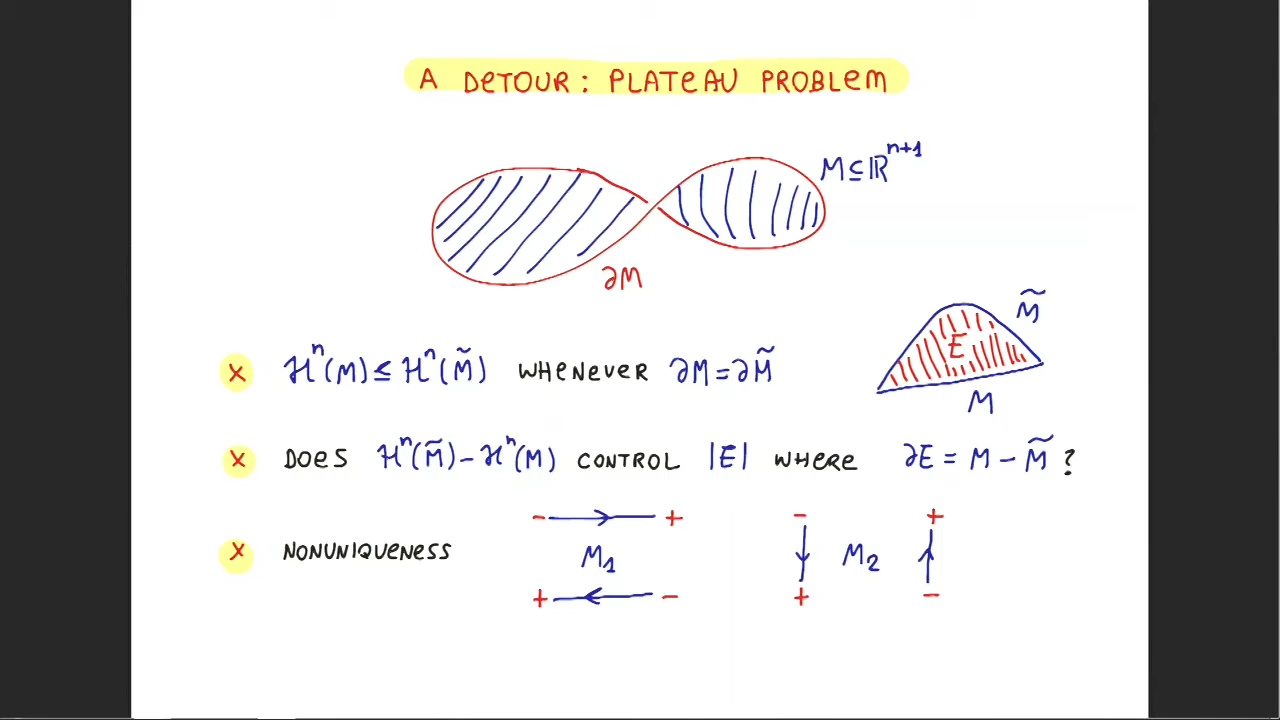 A DETOUR: PLATEAU PROBLEM
M ⊆ ℝⁿ⁺¹
∂M
M̃
E
M
× ℋⁿ(M) ≤ ℋⁿ(M̃) WHENEVER ∂M = ∂M̃
× DOES ℋⁿ(M̃) − ℋⁿ(M) CONTROL |E| WHERE ∂E = M − M̃ ?
− + − +
× NONUNIQUENESS M₁ M₂
+ − + −